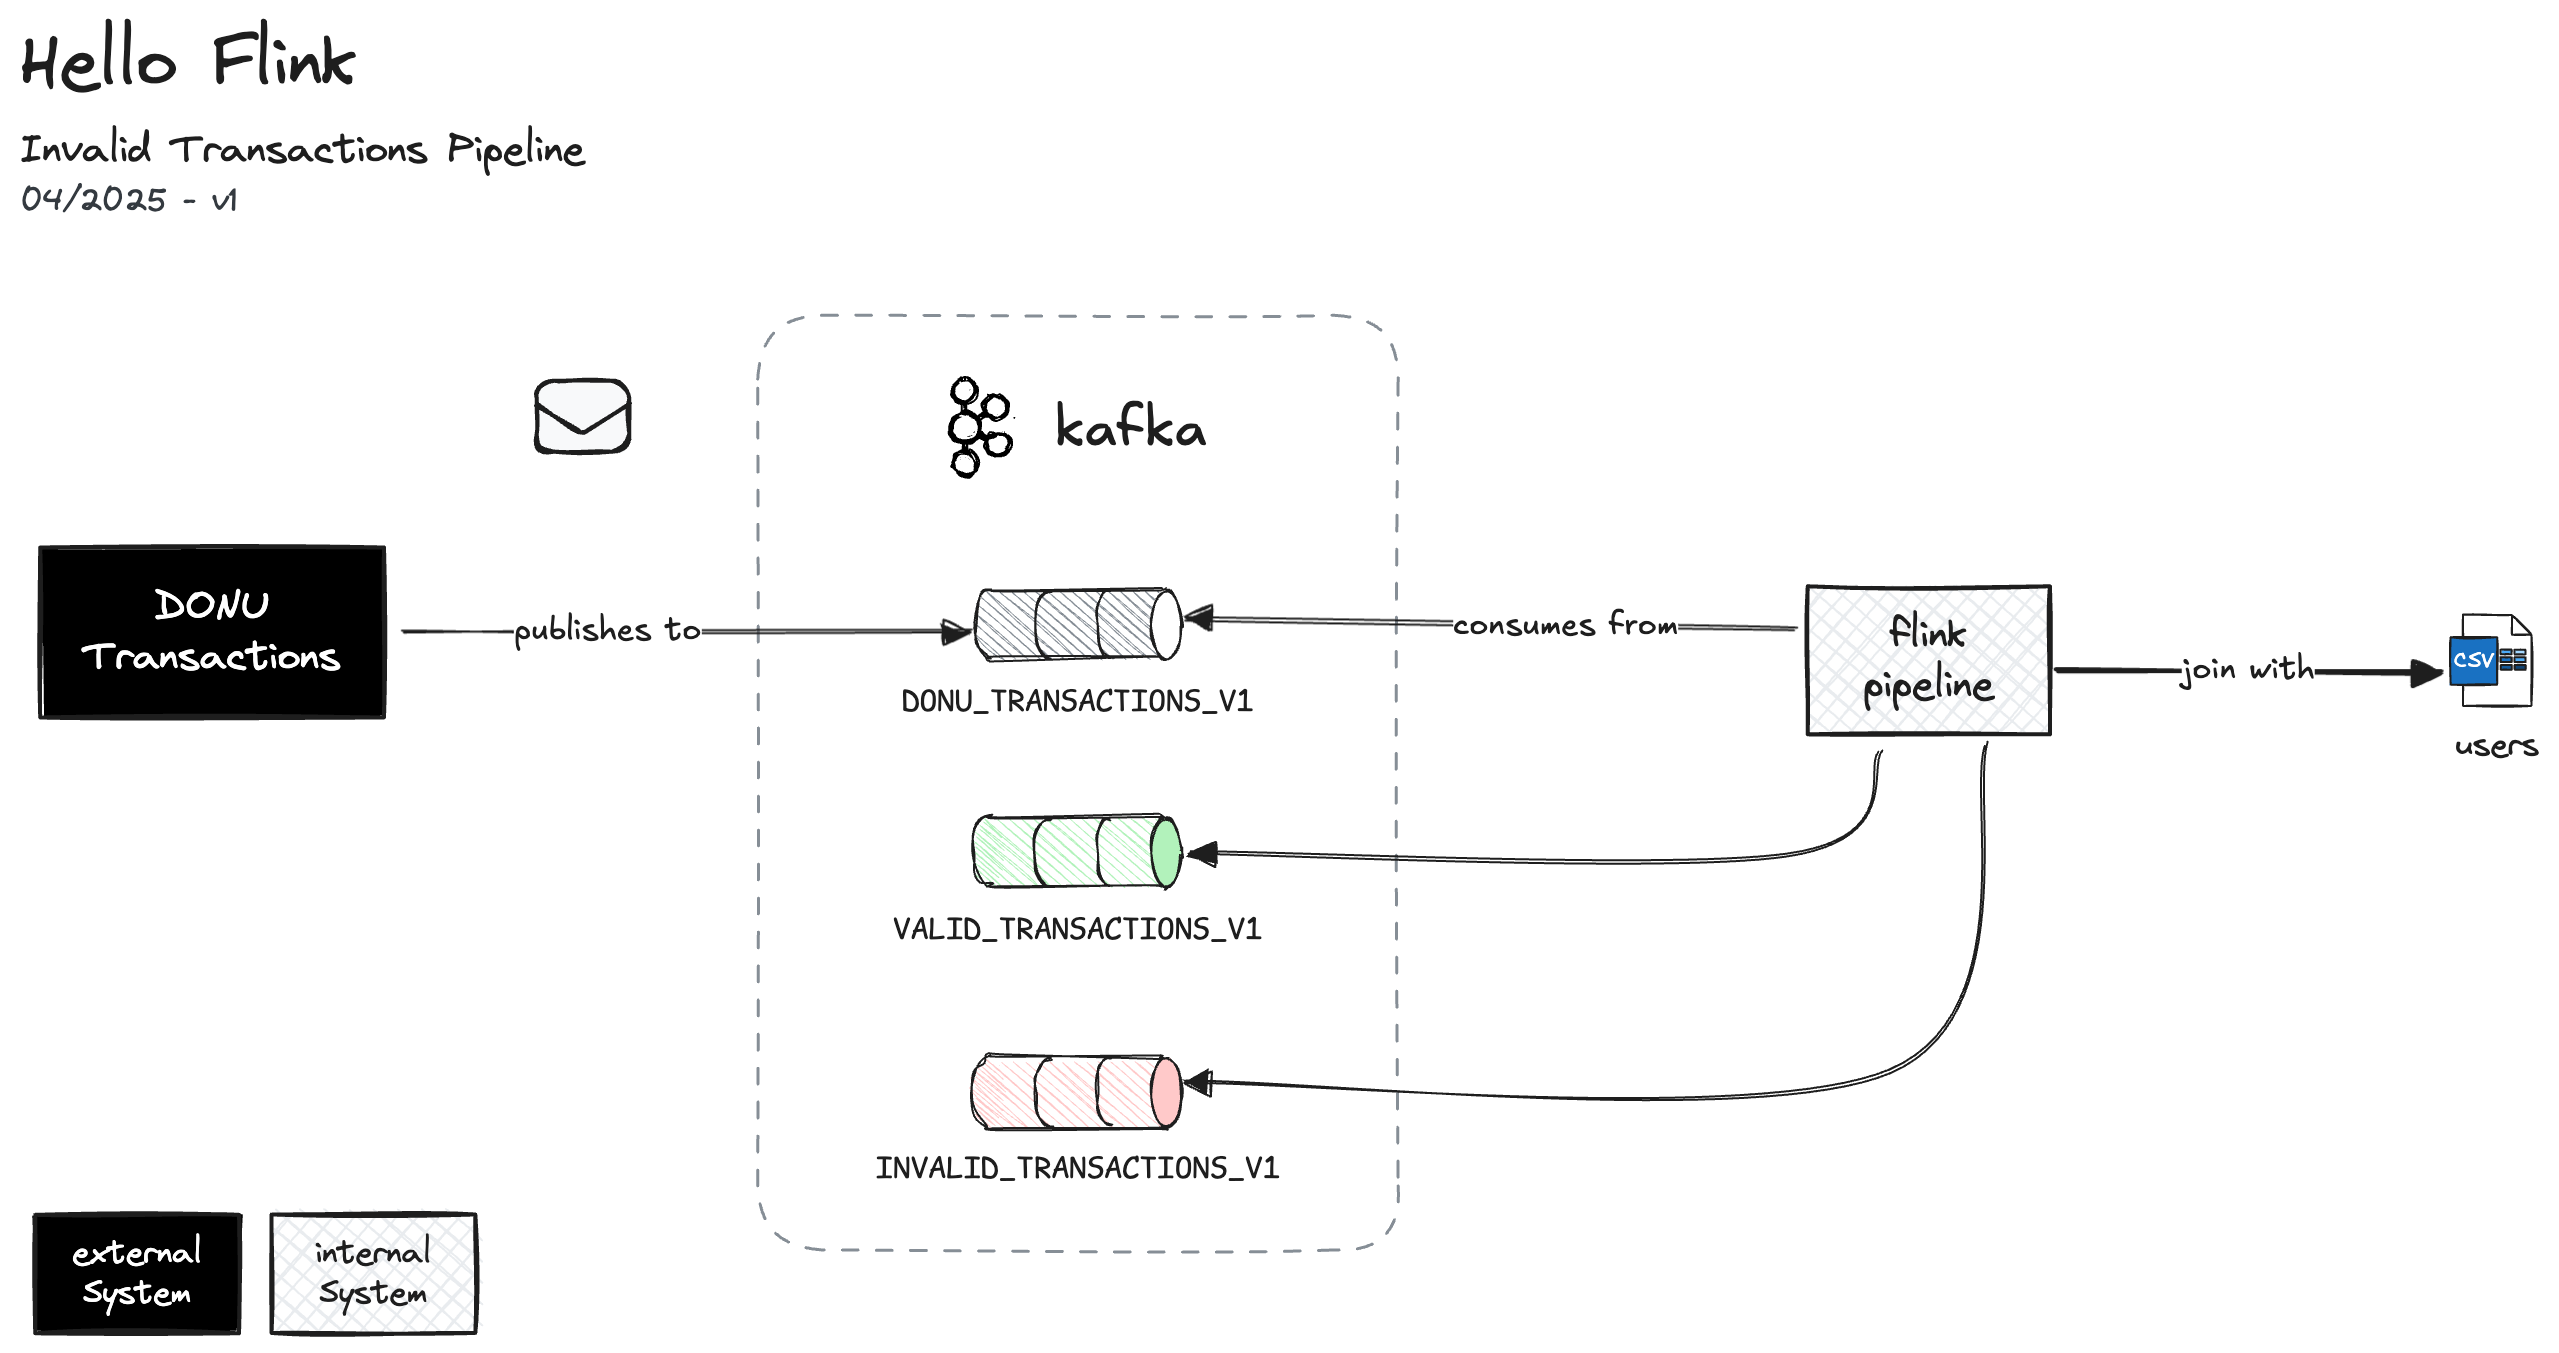 Hello Flink
Invalid Transactions Pipeline
04/2025 - v1
kafka
DONU
Transactions
publishes to
DONU_TRANSACTIONS_V1
consumes from
flink
pipeline
join with
CSV
users
VALID_TRANSACTIONS_V1
INVALID_TRANSACTIONS_V1
external
System
internal
System